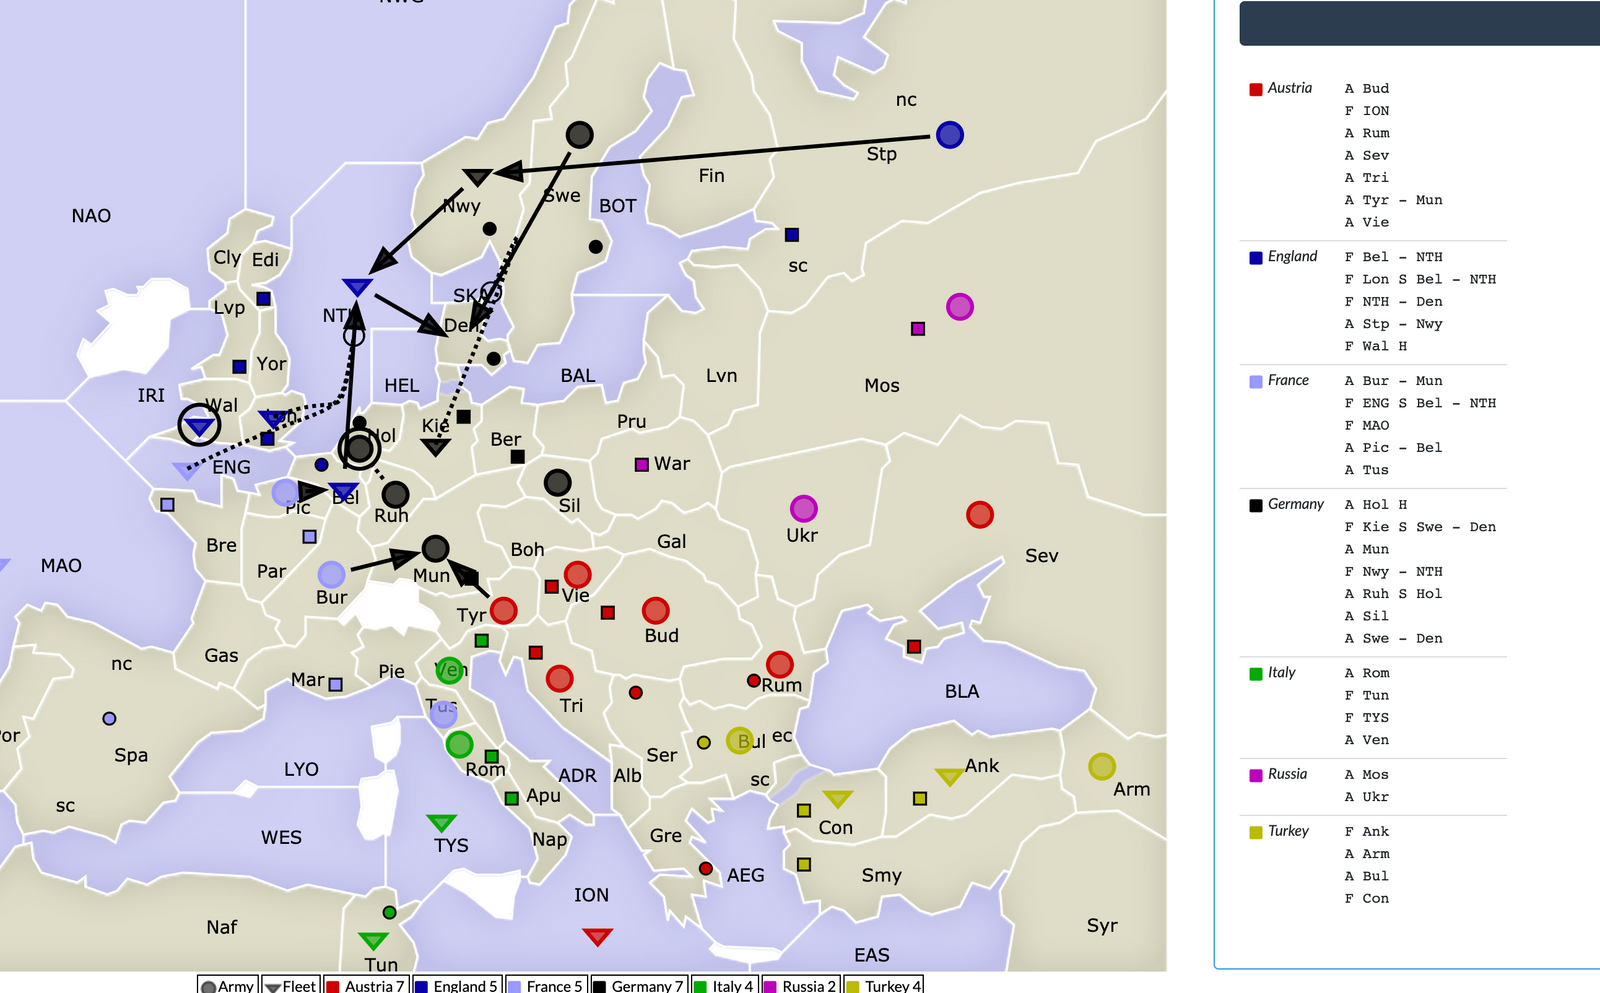 NWG
nc
Stp
Fin
Swe
Nwy
BOT
NAO
Cly
Edi
sc
SKA
Lvp
NTH
Den
Yor
HEL
BAL
Lvn
Mos
IRI
Wal
Lon
Hol
Kie
Ber
Pru
War
ENG
Pic
Bel
Ruh
Sil
Ukr
Bre
Gal
Boh
Sev
MAO
Par
Mun
Bur
Vie
Tyr
Bud
Gas
nc
Mar
Pie
Ven
Rum
BLA
Tri
Tus
Por
Spa
Ser
Bul
ec
LYO
Rom
ADR
Alb
sc
Ank
Arm
sc
Apu
Con
WES
TYS
Nap
Gre
AEG
Smy
ION
Naf
Syr
EAS
Tun
Army
Fleet
Austria 7
England 5
France 5
Germany 7
Italy 4
Russia 2
Turkey 4
Austria
A Bud
F ION
A Rum
A Sev
A Tri
A Tyr - Mun
A Vie
England
F Bel - NTH
F Lon S Bel - NTH
F NTH - Den
A Stp - Nwy
F Wal H
France
A Bur - Mun
F ENG S Bel - NTH
F MAO
A Pic - Bel
A Tus
Germany
A Hol H
F Kie S Swe - Den
A Mun
F Nwy - NTH
A Ruh S Hol
A Sil
A Swe - Den
Italy
A Rom
F Tun
F TYS
A Ven
Russia
A Mos
A Ukr
Turkey
F Ank
A Arm
A Bul
F Con